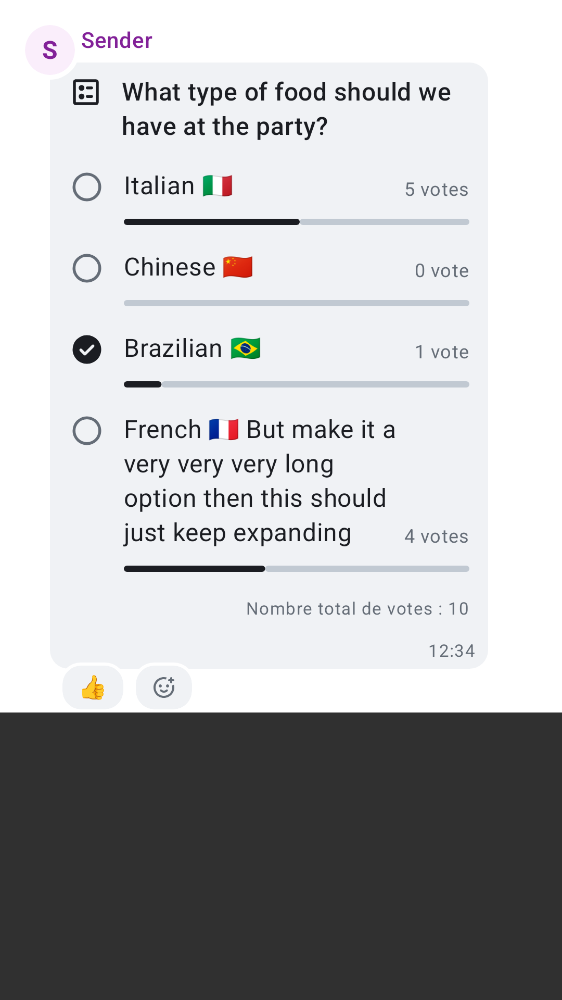 S
Sender
What type of food should we
have at the party?
Italian 🇮🇹 5 votes
Chinese 🇨🇳 0 vote
Brazilian 🇧🇷 1 vote
French 🇫🇷 But make it a
very very very long
option then this should
just keep expanding 4 votes
Nombre total de votes : 10
12:34
👍